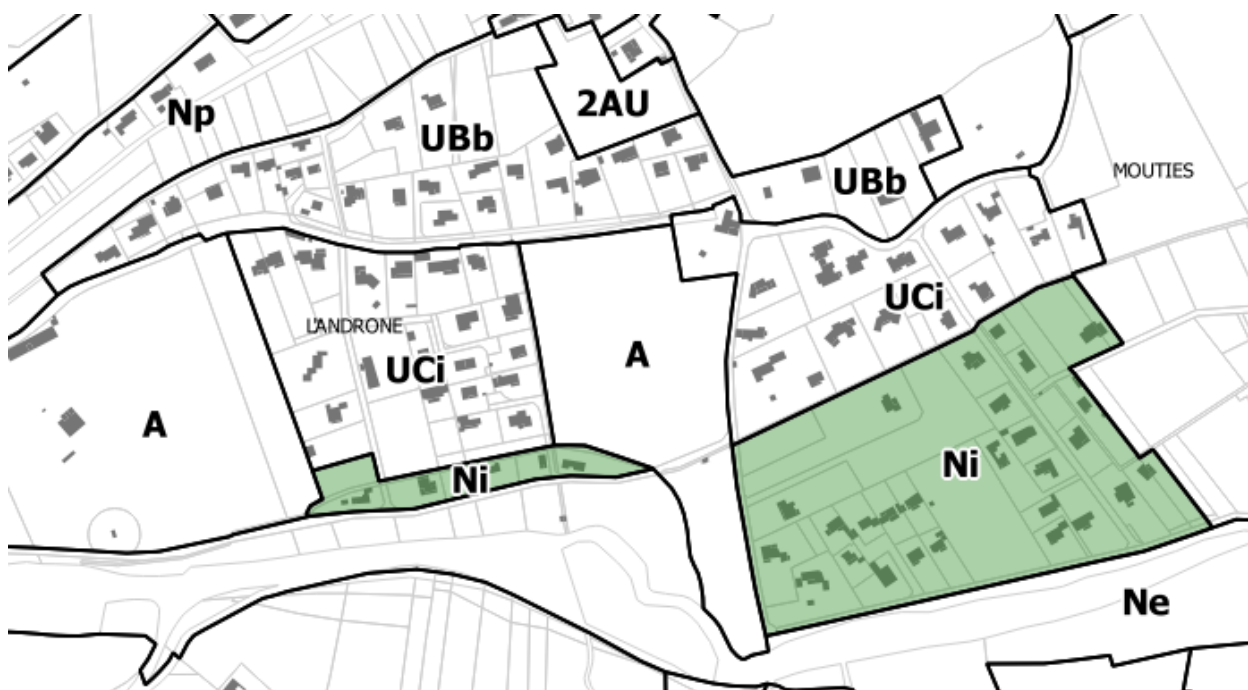 2AU
Np
UBb
MOUTIES
UBb
UCi
L'ANDRONE
A
UCi
A
Ni
Ni
Ne